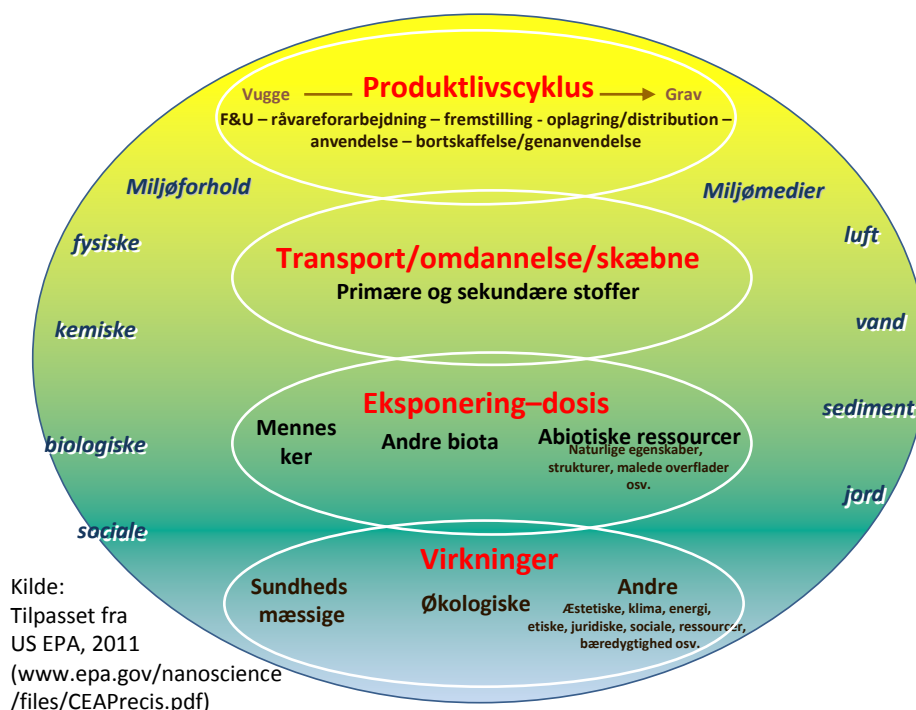 Vugge Produktlivscyklus Grav
F&U – råvareforarbejdning – fremstilling - oplagring/distribution –
anvendelse – bortskaffelse/genanvendelse
Miljøforhold
Miljømedier
fysiske
luft
Transport/omdannelse/skæbne
Primære og sekundære stoffer
kemiske
vand
Eksponering–dosis
sediment
Mennes
ker
Andre biota
Abiotiske ressourcer
Naturlige egenskaber,
strukturer, malede overflader
osv.
biologiske
jord
sociale
Virkninger
Sundheds
mæssige
Økologiske
Andre
Æstetiske, klima, energi,
etiske, juridiske, sociale, ressourcer,
bæredygtighed osv.
Kilde:
Tilpasset fra
US EPA, 2011
(www.epa.gov/nanoscience
/files/CEAPrecis.pdf)